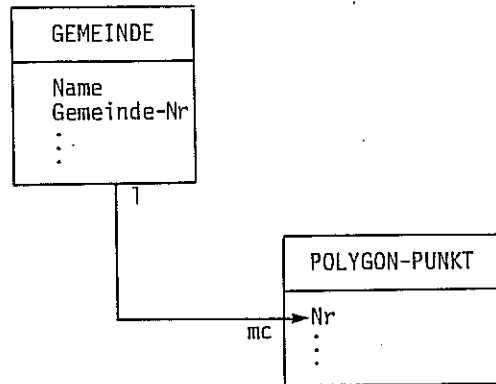 GEMEINDE
Name
Gemeinde-Nr
1
POLYGON-PUNKT
mc
Nr